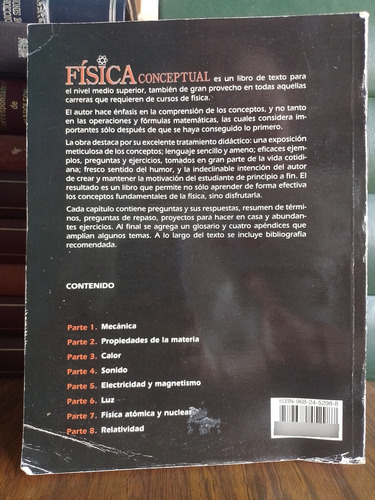 FÍSICA CONCEPTUAL es un libro de texto para
el nivel medio superior, también de gran provecho en todas aquellas
carreras que requieren de cursos de física.
El autor hace énfasis en la comprensión de los conceptos, y no tanto
en las operaciones y fórmulas matemáticas, las cuales considera im-
portantes sólo después de que se haya conseguido lo primero.
La obra destaca por su excelente tratamiento didáctico: una exposición
meticulosa de los conceptos; lenguaje sencillo y ameno; eficaces ejem-
plos, preguntas y ejercicios, tomados en gran parte de la vida cotidia-
na; fresco sentido del humor, y la indeclinable intención del autor
de crear y mantener la motivación del estudiante de principio a fin. El
resultado es un libro que permite no sólo aprender de forma efectiva
los conceptos fundamentales de la física, sino disfrutarla.
Cada capítulo contiene preguntas y sus respuestas, resumen de térmi-
nos, preguntas de repaso, proyectos para hacer en casa y abundan-
tes ejercicios. Al final se agrega un glosario y cuatro apéndices que
amplían algunos temas. A lo largo del texto se incluye bibliografía
recomendada.
CONTENIDO
Parte 1. Mecánica
Parte 2. Propiedades de la materia
Parte 3. Calor
Parte 4. Sonido
Parte 5. Electricidad y magnetismo
Parte 6. Luz
Parte 7. Física atómica y nuclear
Parte 8. Relatividad
ISBN-968-24-5298-8